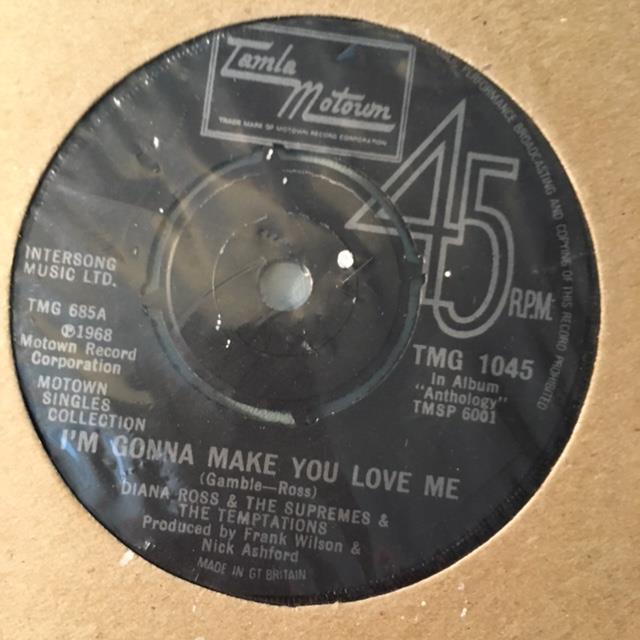 Tamla
Motown
TRADE MARK OF MOTOWN RECORD CORPORATION
PERFORMANCE BROADCASTING AND COPYING OF THIS RECORD PROHIBITED
45
R.P.M.
INTERSONG
MUSIC LTD.
TMG 685A
℗1968
Motown Record
Corporation
MOTOWN
SINGLES
COLLECTION
TMG 1045
In Album
"Anthology"
TMSP 6001
I'M GONNA MAKE YOU LOVE ME
(Gamble—Ross)
DIANA ROSS & THE SUPREMES &
THE TEMPTATIONS
Produced by Frank Wilson &
Nick Ashford
MADE IN GT BRITAIN